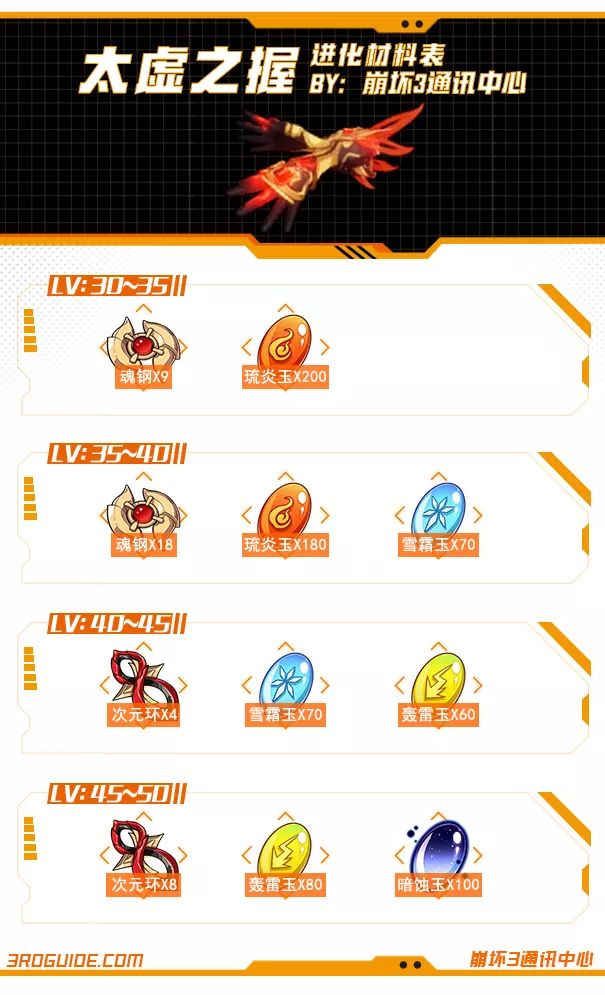 太虚之握
进化材料表
BY: 崩坏3通讯中心
LV: 30~35
魂钢X9
琉炎玉X200
LV: 35~40
魂钢X18
琉炎玉X180
雪霜玉X70
LV: 40~45
次元环X4
雪霜玉X70
轰雷玉X60
LV: 45~50
次元环X8
轰雷玉X80
暗蚀玉X100
3RDGUIDE.COM
崩坏3通讯中心